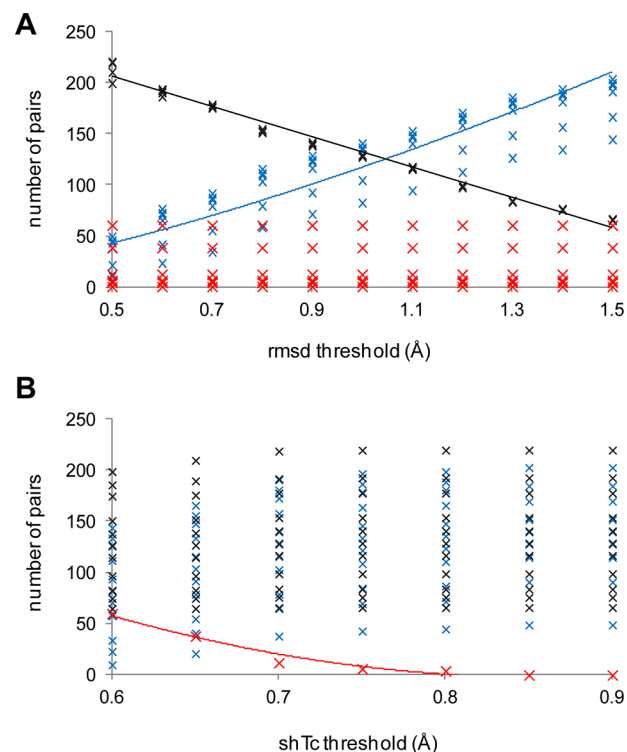 A
number of pairs
250
200
150
100
50
0
0.5 0.7 0.9 1.1 1.3 1.5
rmsd threshold (Å)
B
number of pairs
250
200
150
100
50
0
0.6 0.7 0.8 0.9
shTc threshold (Å)